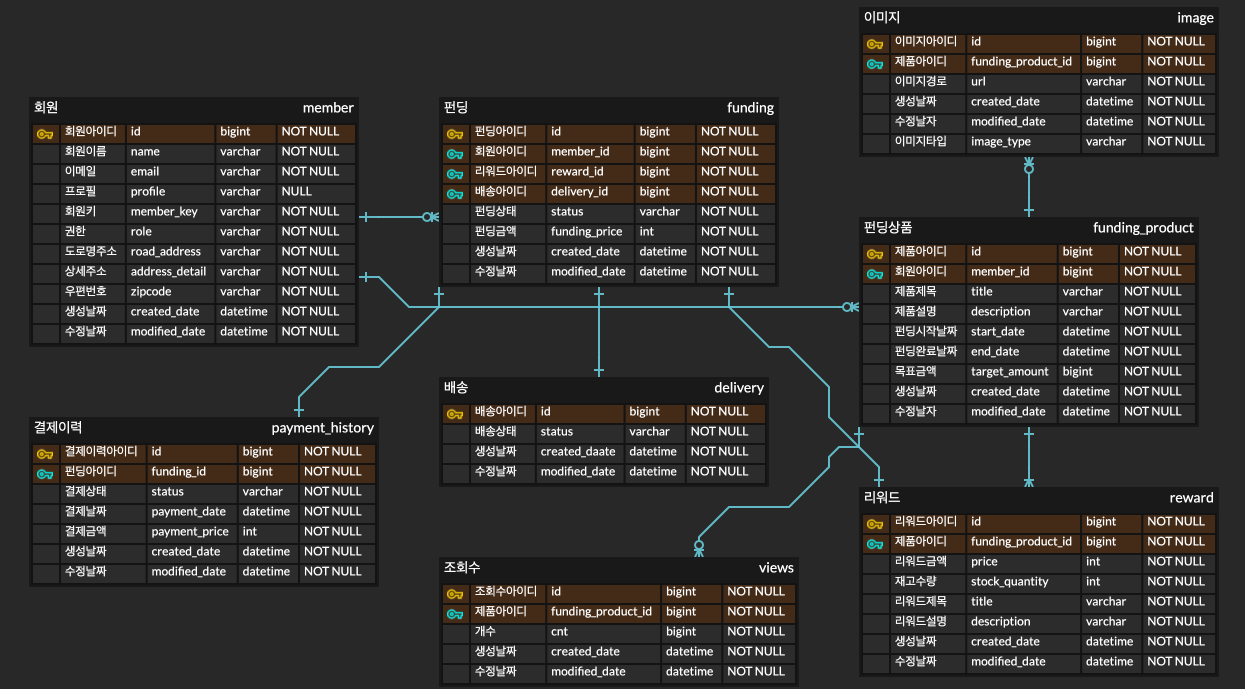 회원 member
회원아이디 id bigint NOT NULL
회원이름 name varchar NOT NULL
이메일 email varchar NOT NULL
프로필 profile varchar NULL
회원키 member_key varchar NOT NULL
권한 role varchar NOT NULL
도로명주소 road_address varchar NOT NULL
상세주소 address_detail varchar NOT NULL
우편번호 zipcode varchar NOT NULL
생성날짜 created_date datetime NOT NULL
수정날짜 modified_date datetime NOT NULL
펀딩 funding
펀딩아이디 id bigint NOT NULL
회원아이디 member_id bigint NOT NULL
리워드아이디 reward_id bigint NOT NULL
배송아이디 delivery_id bigint NOT NULL
펀딩상태 status varchar NOT NULL
펀딩금액 funding_price int NOT NULL
생성날짜 created_date datetime NOT NULL
수정날짜 modified_date datetime NOT NULL
이미지 image
이미지아이디 id bigint NOT NULL
제품아이디 funding_product_id bigint NOT NULL
이미지경로 url varchar NOT NULL
생성날짜 created_date datetime NOT NULL
수정날자 modified_date datetime NOT NULL
이미지타입 image_type varchar NOT NULL
펀딩상품 funding_product
제품아이디 id bigint NOT NULL
회원아이디 member_id bigint NOT NULL
제품제목 title varchar NOT NULL
제품설명 description varchar NOT NULL
펀딩시작날짜 start_date datetime NOT NULL
펀딩완료날짜 end_date datetime NOT NULL
목표금액 target_amount bigint NOT NULL
생성날짜 created_date datetime NOT NULL
수정날자 modified_date datetime NOT NULL
결제이력 payment_history
결제이력아이디 id bigint NOT NULL
펀딩아이디 funding_id bigint NOT NULL
결제상태 status varchar NOT NULL
결제날짜 payment_date datetime NOT NULL
결제금액 payment_price int NOT NULL
생성날짜 created_date datetime NOT NULL
수정날짜 modified_date datetime NOT NULL
배송 delivery
배송아이디 id bigint NOT NULL
배송상태 status varchar NOT NULL
생성날짜 created_daate datetime NOT NULL
수정날짜 modified_date datetime NOT NULL
조회수 views
조회수아이디 id bigint NOT NULL
제품아이디 funding_product_id bigint NOT NULL
개수 cnt bigint NOT NULL
생성날짜 created_date datetime NOT NULL
수정날짜 modified_date datetime NOT NULL
리워드 reward
리워드아이디 id bigint NOT NULL
제품아이디 funding_product_id bigint NOT NULL
리워드금액 price int NOT NULL
재고수량 stock_quantity int NOT NULL
리워드제목 title varchar NOT NULL
리워드설명 description varchar NOT NULL
생성날짜 created_date datetime NOT NULL
수정날짜 modified_date datetime NOT NULL